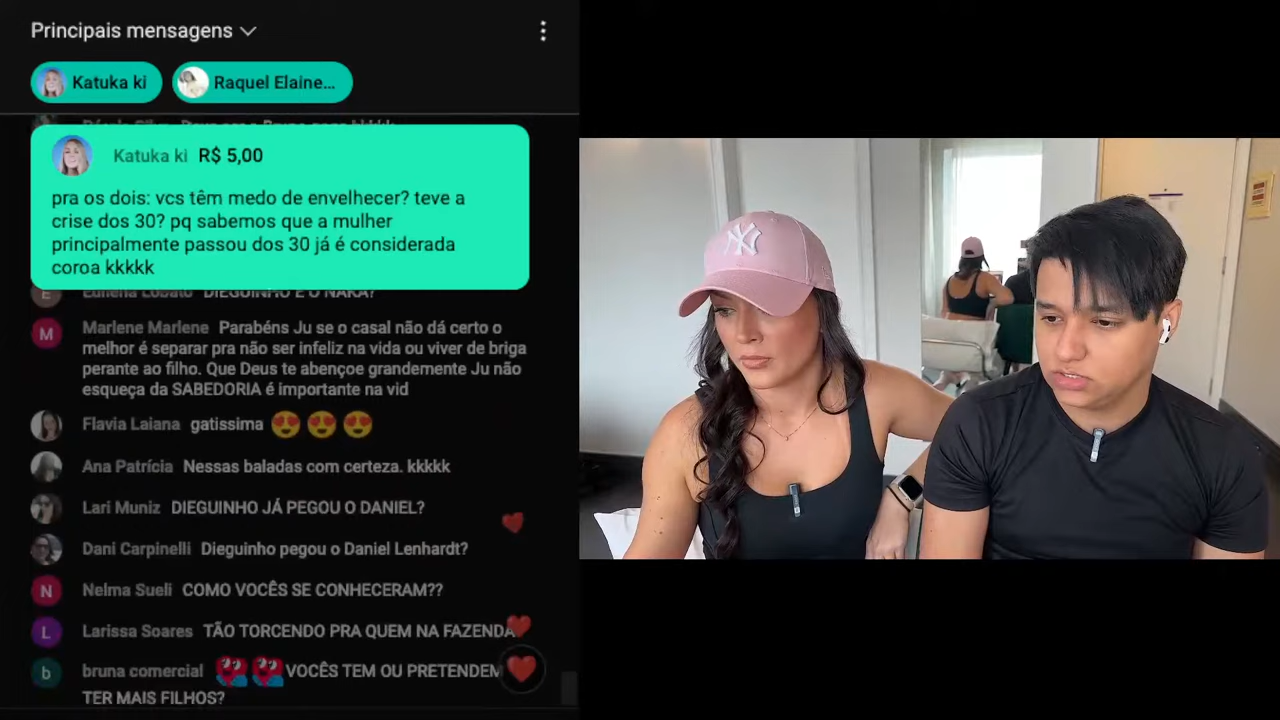 Principais mensagens
Katuka ki
Raquel Elaine...
Katuka ki R$ 5,00
pra os dois: vcs têm medo de envelhecer? teve a
crise dos 30? pq sabemos que a mulher
principalmente passou dos 30 já é considerada
coroa kkkkk
E
DIEGUINHO É O NAKA?
M
Marlene Marlene Parabéns Ju se o casal não dá certo o
melhor é separar pra não ser infeliz na vida ou viver de briga
perante ao filho. Que Deus te abençoe grandemente Ju não
esqueça da SABEDORIA é importante na vid
Flavia Laiana gatissima 😍😍😍
Ana Patrícia Nessas baladas com certeza. kkkkk
Lari Muniz DIEGUINHO JÁ PEGOU O DANIEL?
Dani Carpinelli Dieguinho pegou o Daniel Lenhardt?
N
Nelma Sueli COMO VOCÊS SE CONHECERAM??
L
Larissa Soares TÃO TORCENDO PRA QUEM NA FAZENDA
b
bruna comercial VOCÊS TEM OU PRETENDEM
TER MAIS FILHOS?
NY